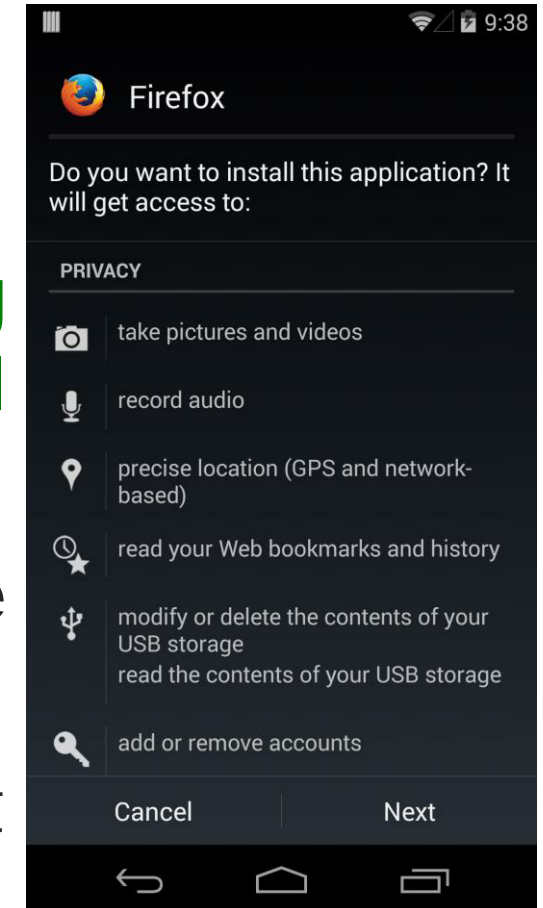 9:38
Firefox
Do you want to install this application? It
will get access to:
PRIVACY
take pictures and videos
record audio
precise location (GPS and network-
based)
read your Web bookmarks and history
modify or delete the contents of your
USB storage
read the contents of your USB storage
add or remove accounts
Cancel Next